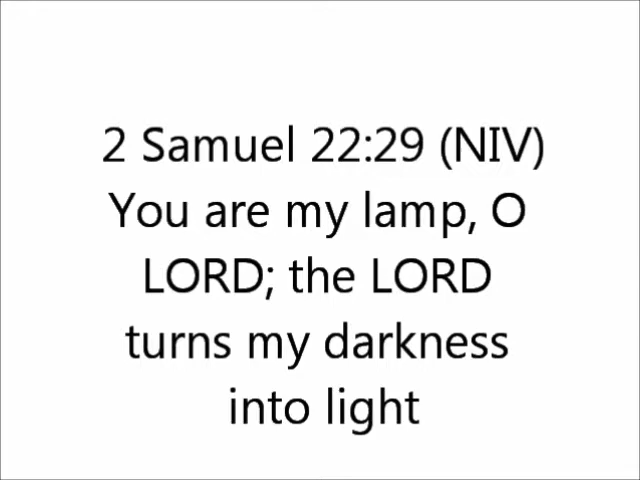 2 Samuel 22:29 (NIV)
You are my lamp, O
LORD; the LORD
turns my darkness
into light